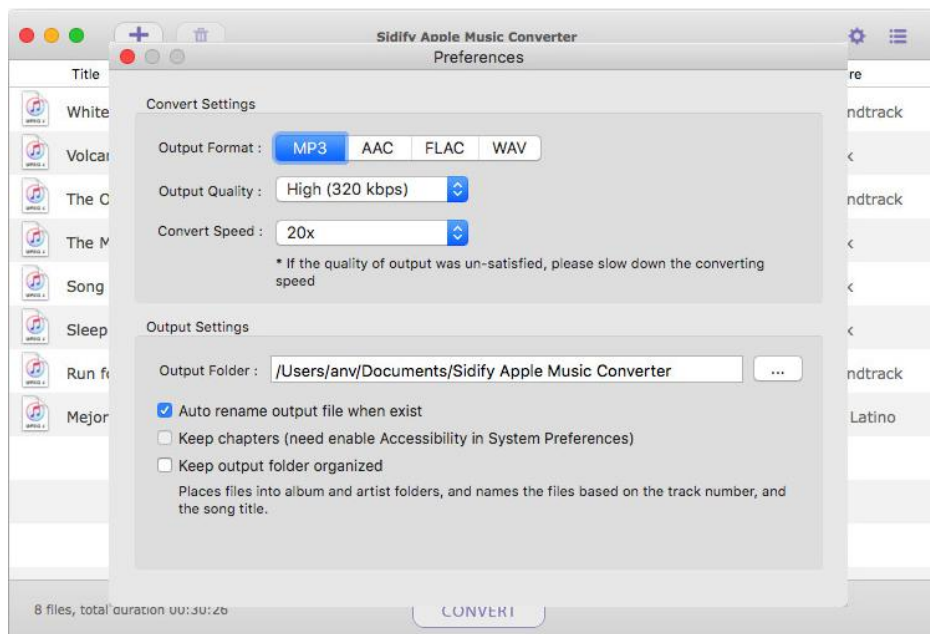 Sidify Apple Music Converter
Preferences
Title
re
Convert Settings
White
ndtrack
Output Format :
MP3 AAC FLAC WAV
Volcar
Output Quality :
High (320 kbps)
The O
ndtrack
Convert Speed :
20x
The M
* If the quality of output was un-satisfied, please slow down the converting
speed
Song
Sleep
Output Settings
Run fo
ndtrack
Output Folder :
/Users/anv/Documents/Sidify Apple Music Converter
...
Mejor
Latino
Auto rename output file when exist
Keep chapters (need enable Accessibility in System Preferences)
Keep output folder organized
Places files into album and artist folders, and names the files based on the track number, and
the song title.
8 files, total duration 00:30:26
CONVERT